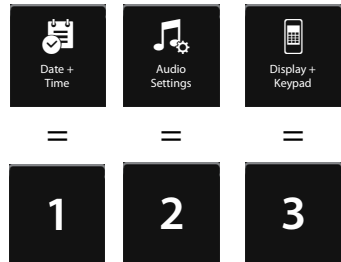 Date +
Time
Audio
Settings
Display +
Keypad
= = =
1 2 3